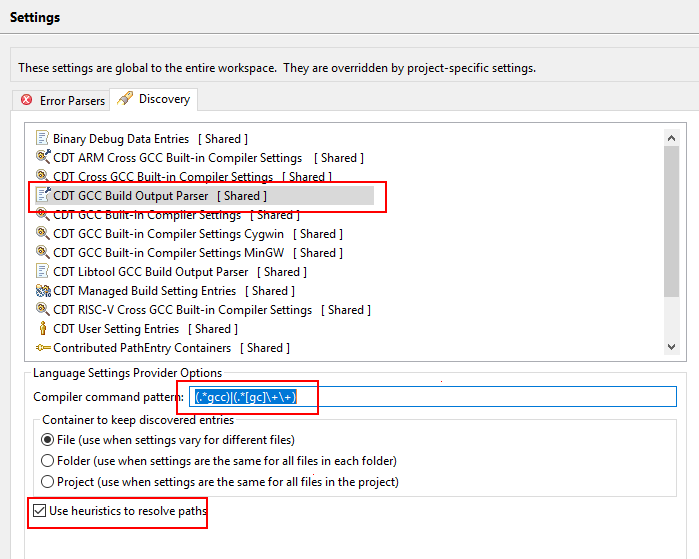 Settings
These settings are global to the entire workspace.  They are overridden by project-specific settings.
Error Parsers
Discovery
Binary Debug Data Entries   [ Shared ]
CDT ARM Cross GCC Built-in Compiler Settings   [ Shared ]
CDT Cross GCC Built-in Compiler Settings   [ Shared ]
CDT GCC Build Output Parser   [ Shared ]
CDT GCC Built-in Compiler Settings   [ Shared ]
CDT GCC Built-in Compiler Settings Cygwin   [ Shared ]
CDT GCC Built-in Compiler Settings MinGW   [ Shared ]
CDT Libtool GCC Build Output Parser   [ Shared ]
CDT Managed Build Setting Entries   [ Shared ]
CDT RISC-V Cross GCC Built-in Compiler Settings   [ Shared ]
CDT User Setting Entries   [ Shared ]
Contributed PathEntry Containers   [ Shared ]
Language Settings Provider Options
Compiler command pattern: (.*gcc)|(.*[gc]\+\+)
Container to keep discovered entries
File (use when settings vary for different files)
Folder (use when settings are the same for all files in each folder)
Project (use when settings are the same for all files in the project)
Use heuristics to resolve paths